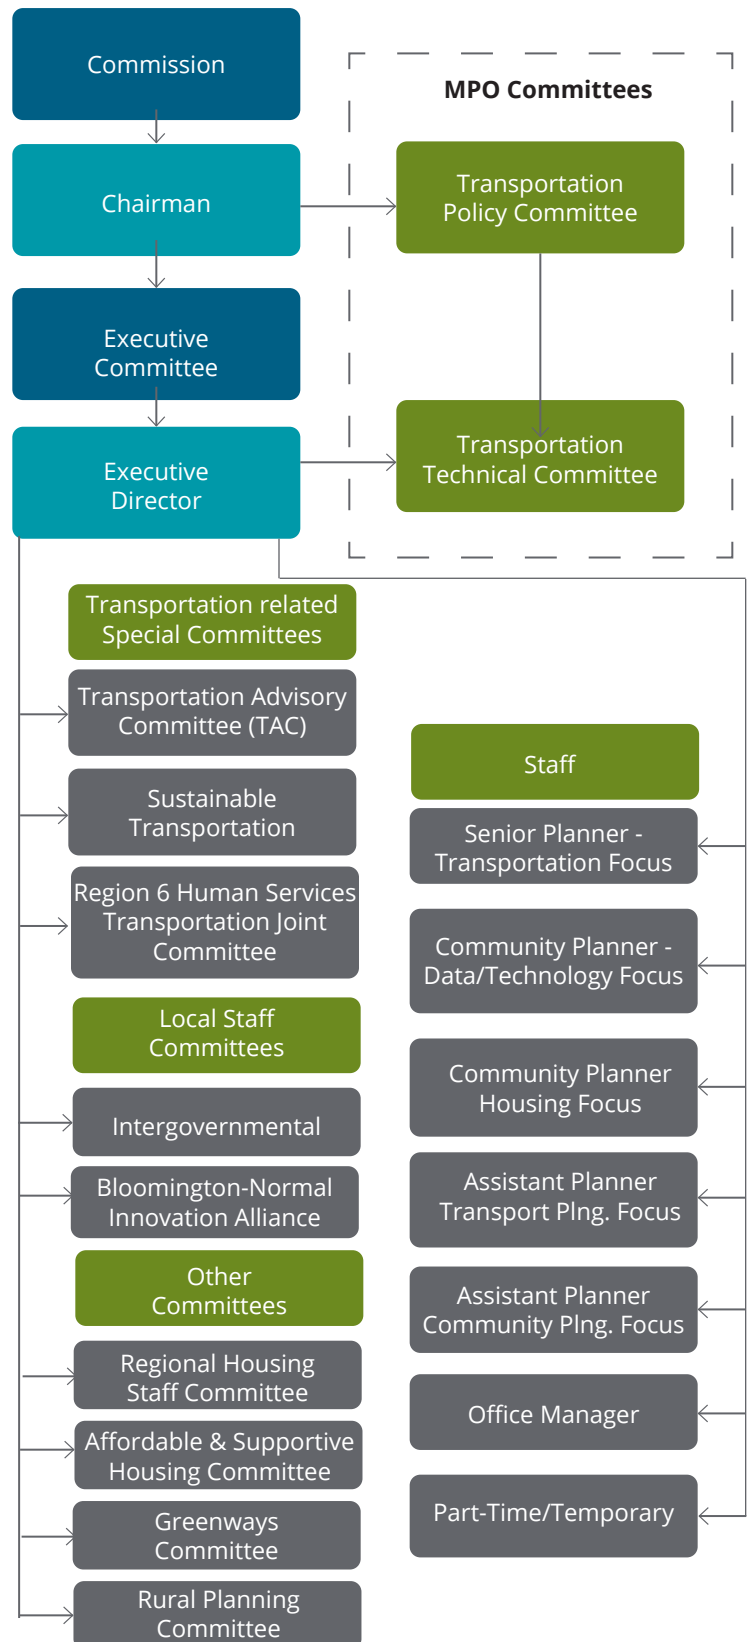 Commission
MPO Committees
Chairman
Transportation
Policy Committee
Executive
Committee
Executive
Director
Transportation
Technical Committee
Transportation related
Special Committees
Transportation Advisory
Committee (TAC)
Sustainable
Transportation
Region 6 Human Services
Transportation Joint
Committee
Local Staff
Committees
Intergovernmental
Bloomington-Normal
Innovation Alliance
Other
Committees
Regional Housing
Staff Committee
Affordable & Supportive
Housing Committee
Greenways
Committee
Rural Planning
Committee
Staff
Senior Planner -
Transportation Focus
Community Planner -
Data/Technology Focus
Community Planner
Housing Focus
Assistant Planner
Transport Plng. Focus
Assistant Planner
Community Plng. Focus
Office Manager
Part-Time/Temporary